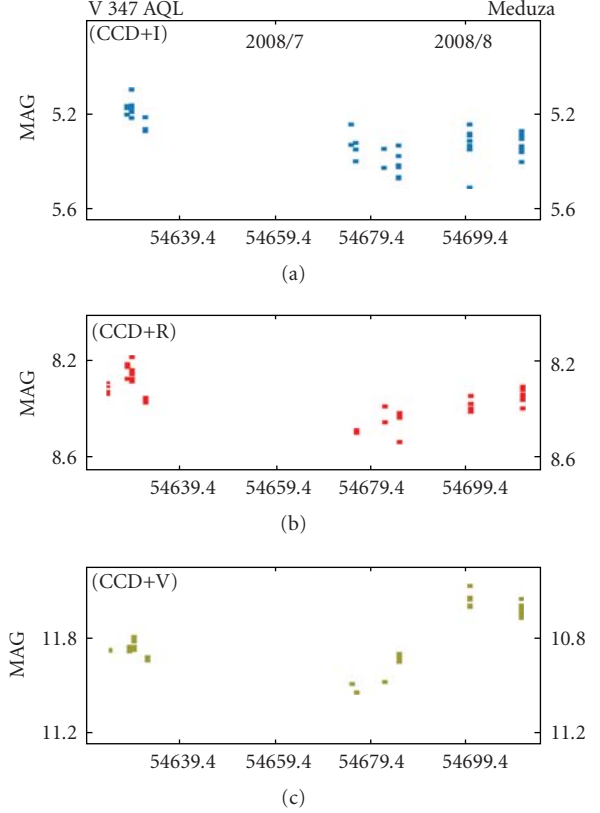 V 347 AQL Meduza
(CCD+I) 2008/7 2008/8
MAG
5.2 5.2
5.6 5.6
54639.4 54659.4 54679.4 54699.4
(a)
(CCD+R)
MAG
8.2 8.2
8.6 8.6
54639.4 54659.4 54679.4 54699.4
(b)
(CCD+V)
MAG
11.8 10.8
11.2 11.2
54639.4 54659.4 54679.4 54699.4
(c)